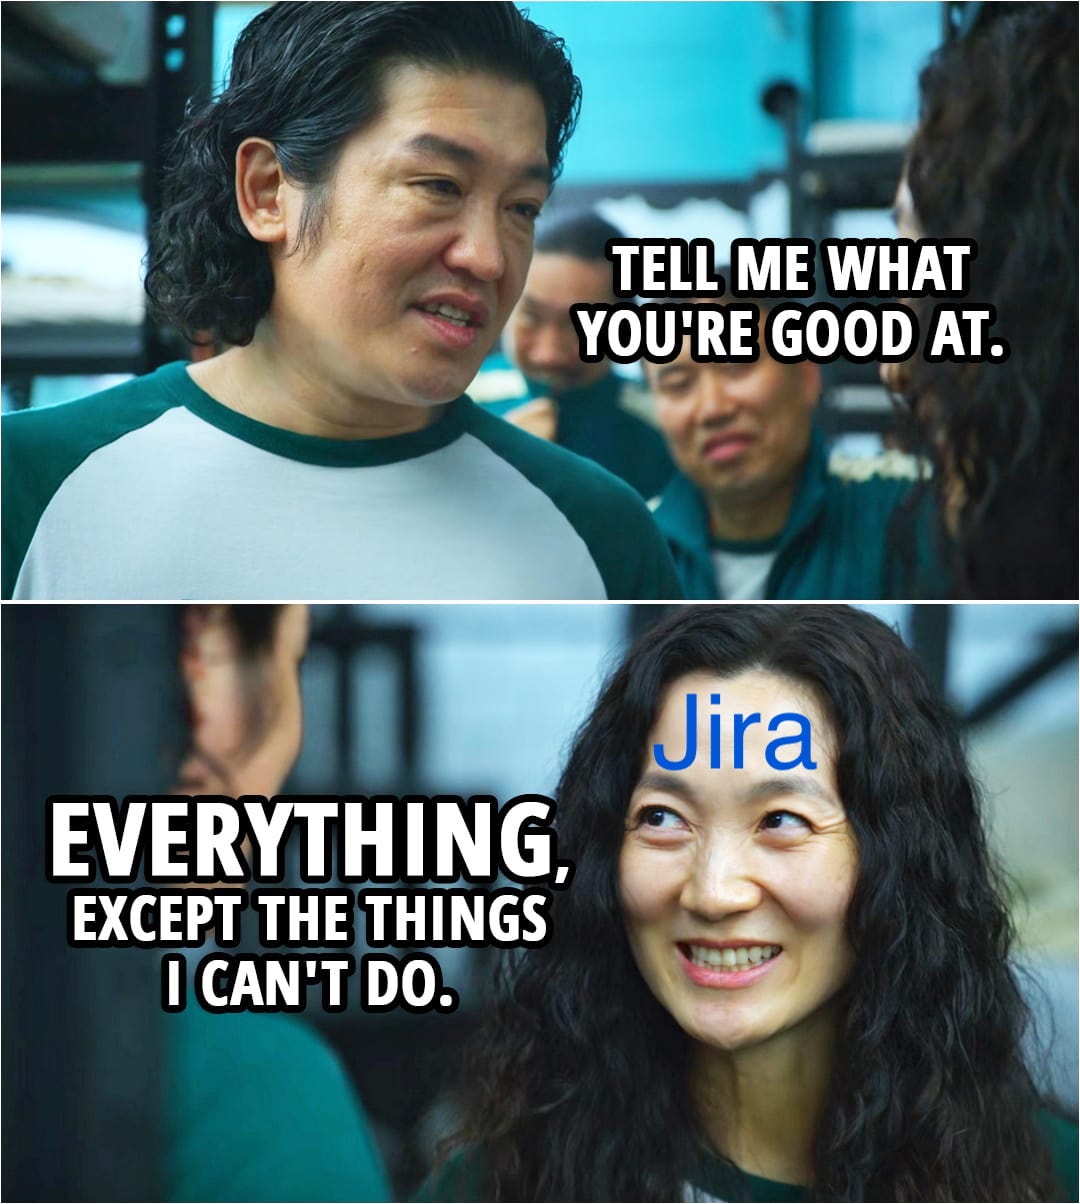 TELL ME WHAT
YOU'RE GOOD AT.
Jira
EVERYTHING,
EXCEPT THE THINGS
I CAN'T DO.